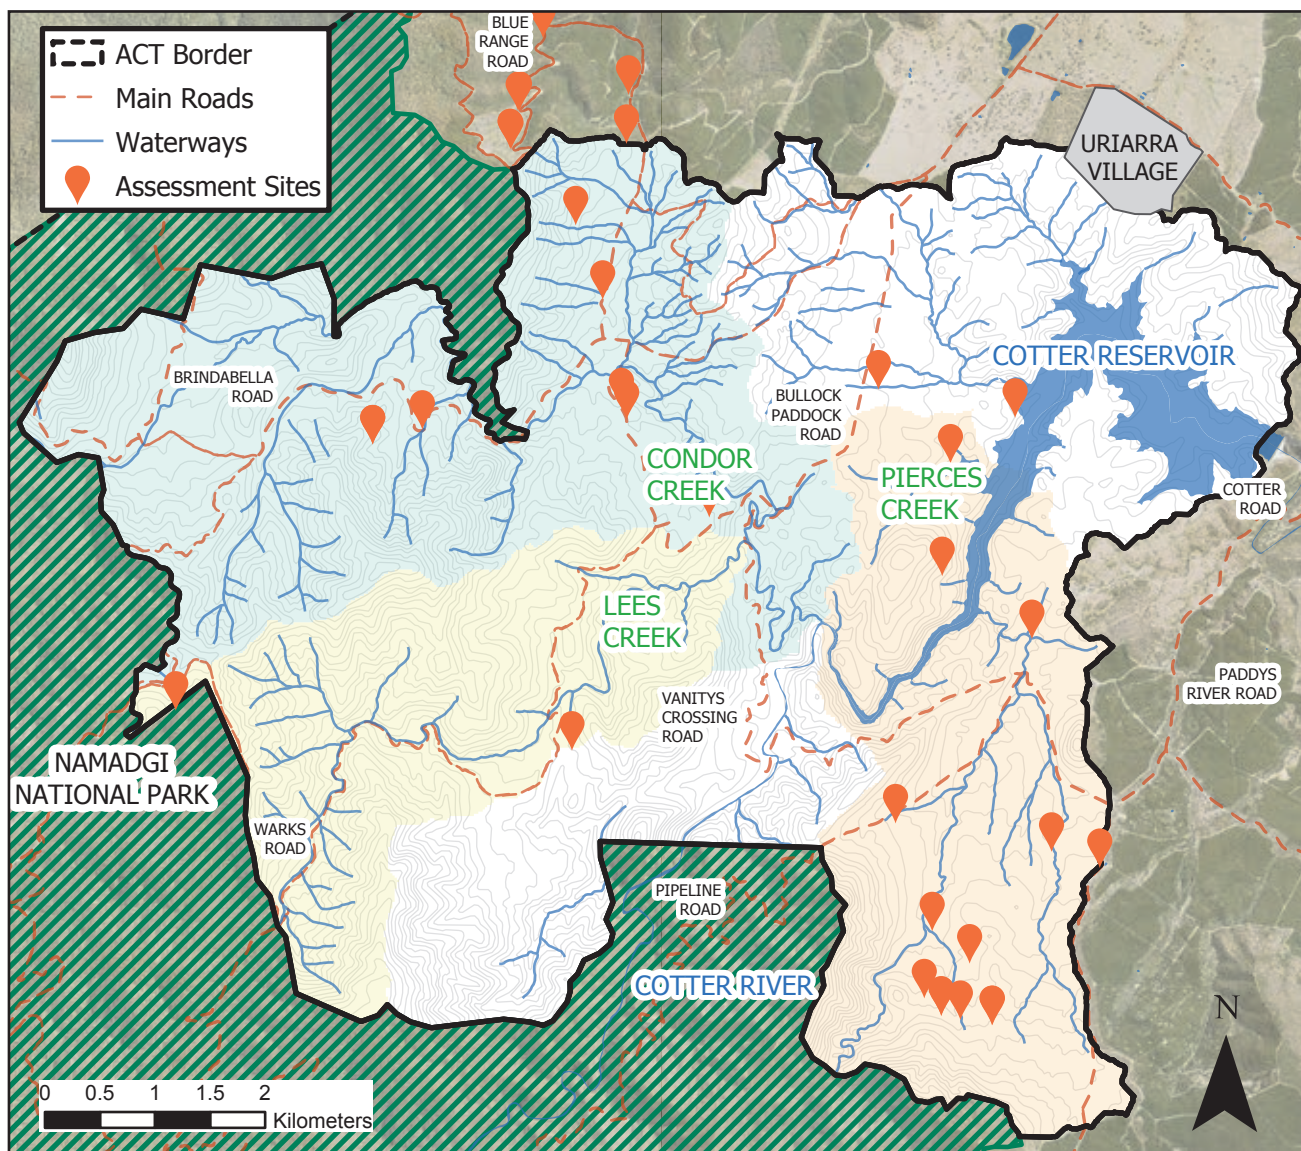 ACT Border
Main Roads
Waterways
Assessment Sites
BLUE
RANGE
ROAD
URIARRA
VILLAGE
BRINDABELLA
ROAD
COTTER RESERVOIR
BULLOCK
PADDOCK
ROAD
CONDOR
CREEK
PIERCES
CREEK
COTTER
ROAD
LEES
CREEK
PADDYS
RIVER ROAD
VANITYS
CROSSING
ROAD
NAMADGI
NATIONAL PARK
WARKS
ROAD
PIPELINE
ROAD
COTTER RIVER
N
0 0.5 1 1.5 2
Kilometers